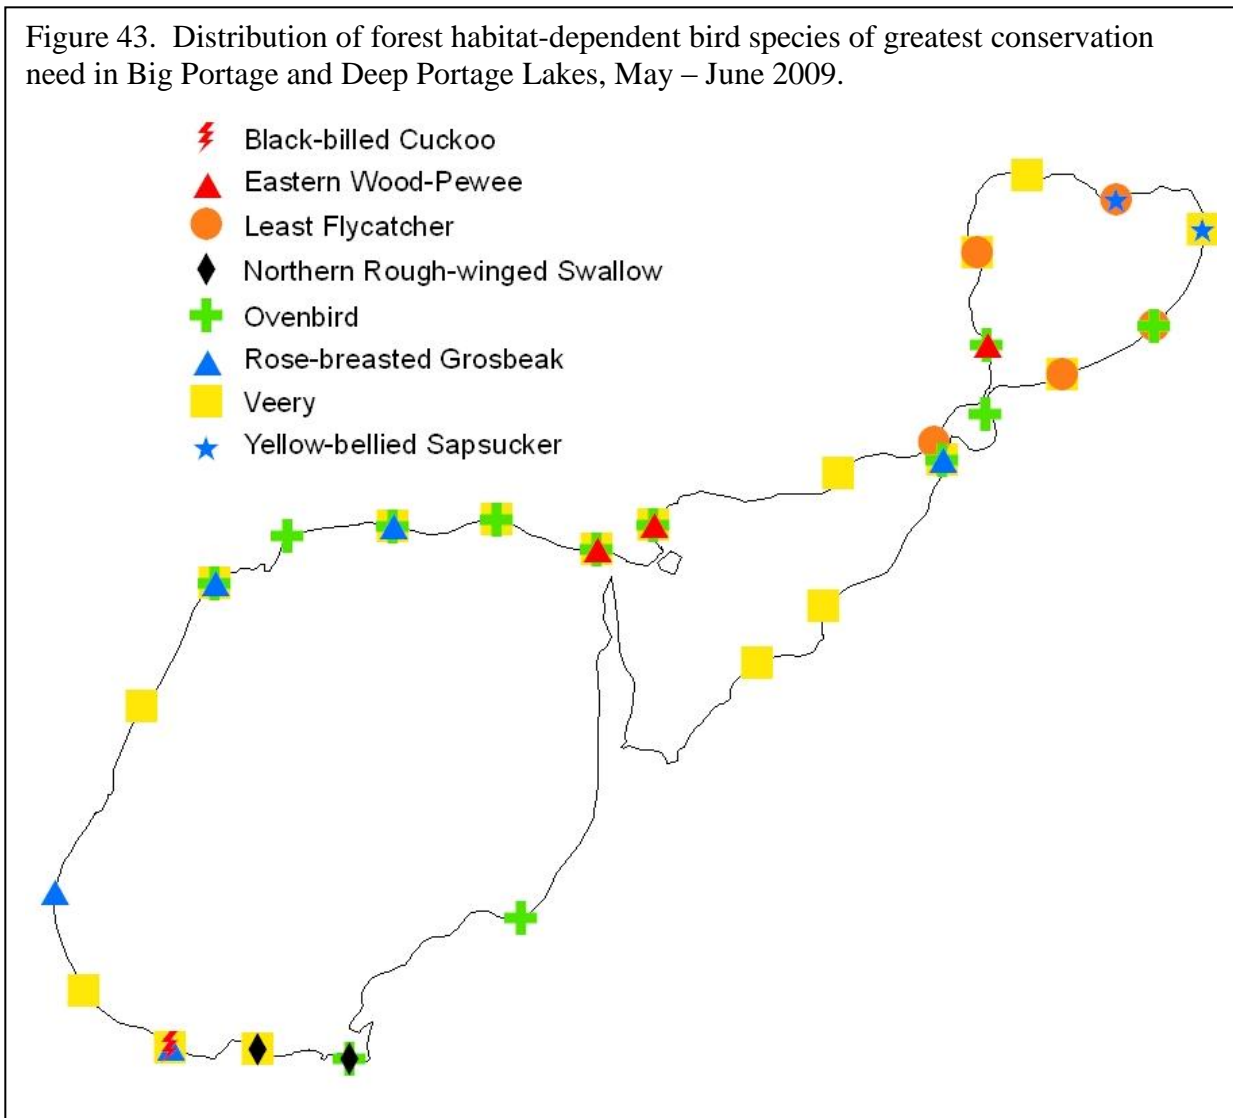 Figure 43.  Distribution of forest habitat-dependent bird species of greatest conservation
need in Big Portage and Deep Portage Lakes, May – June 2009.
Black-billed Cuckoo
Eastern Wood-Pewee
Least Flycatcher
Northern Rough-winged Swallow
Ovenbird
Rose-breasted Grosbeak
Veery
Yellow-bellied Sapsucker